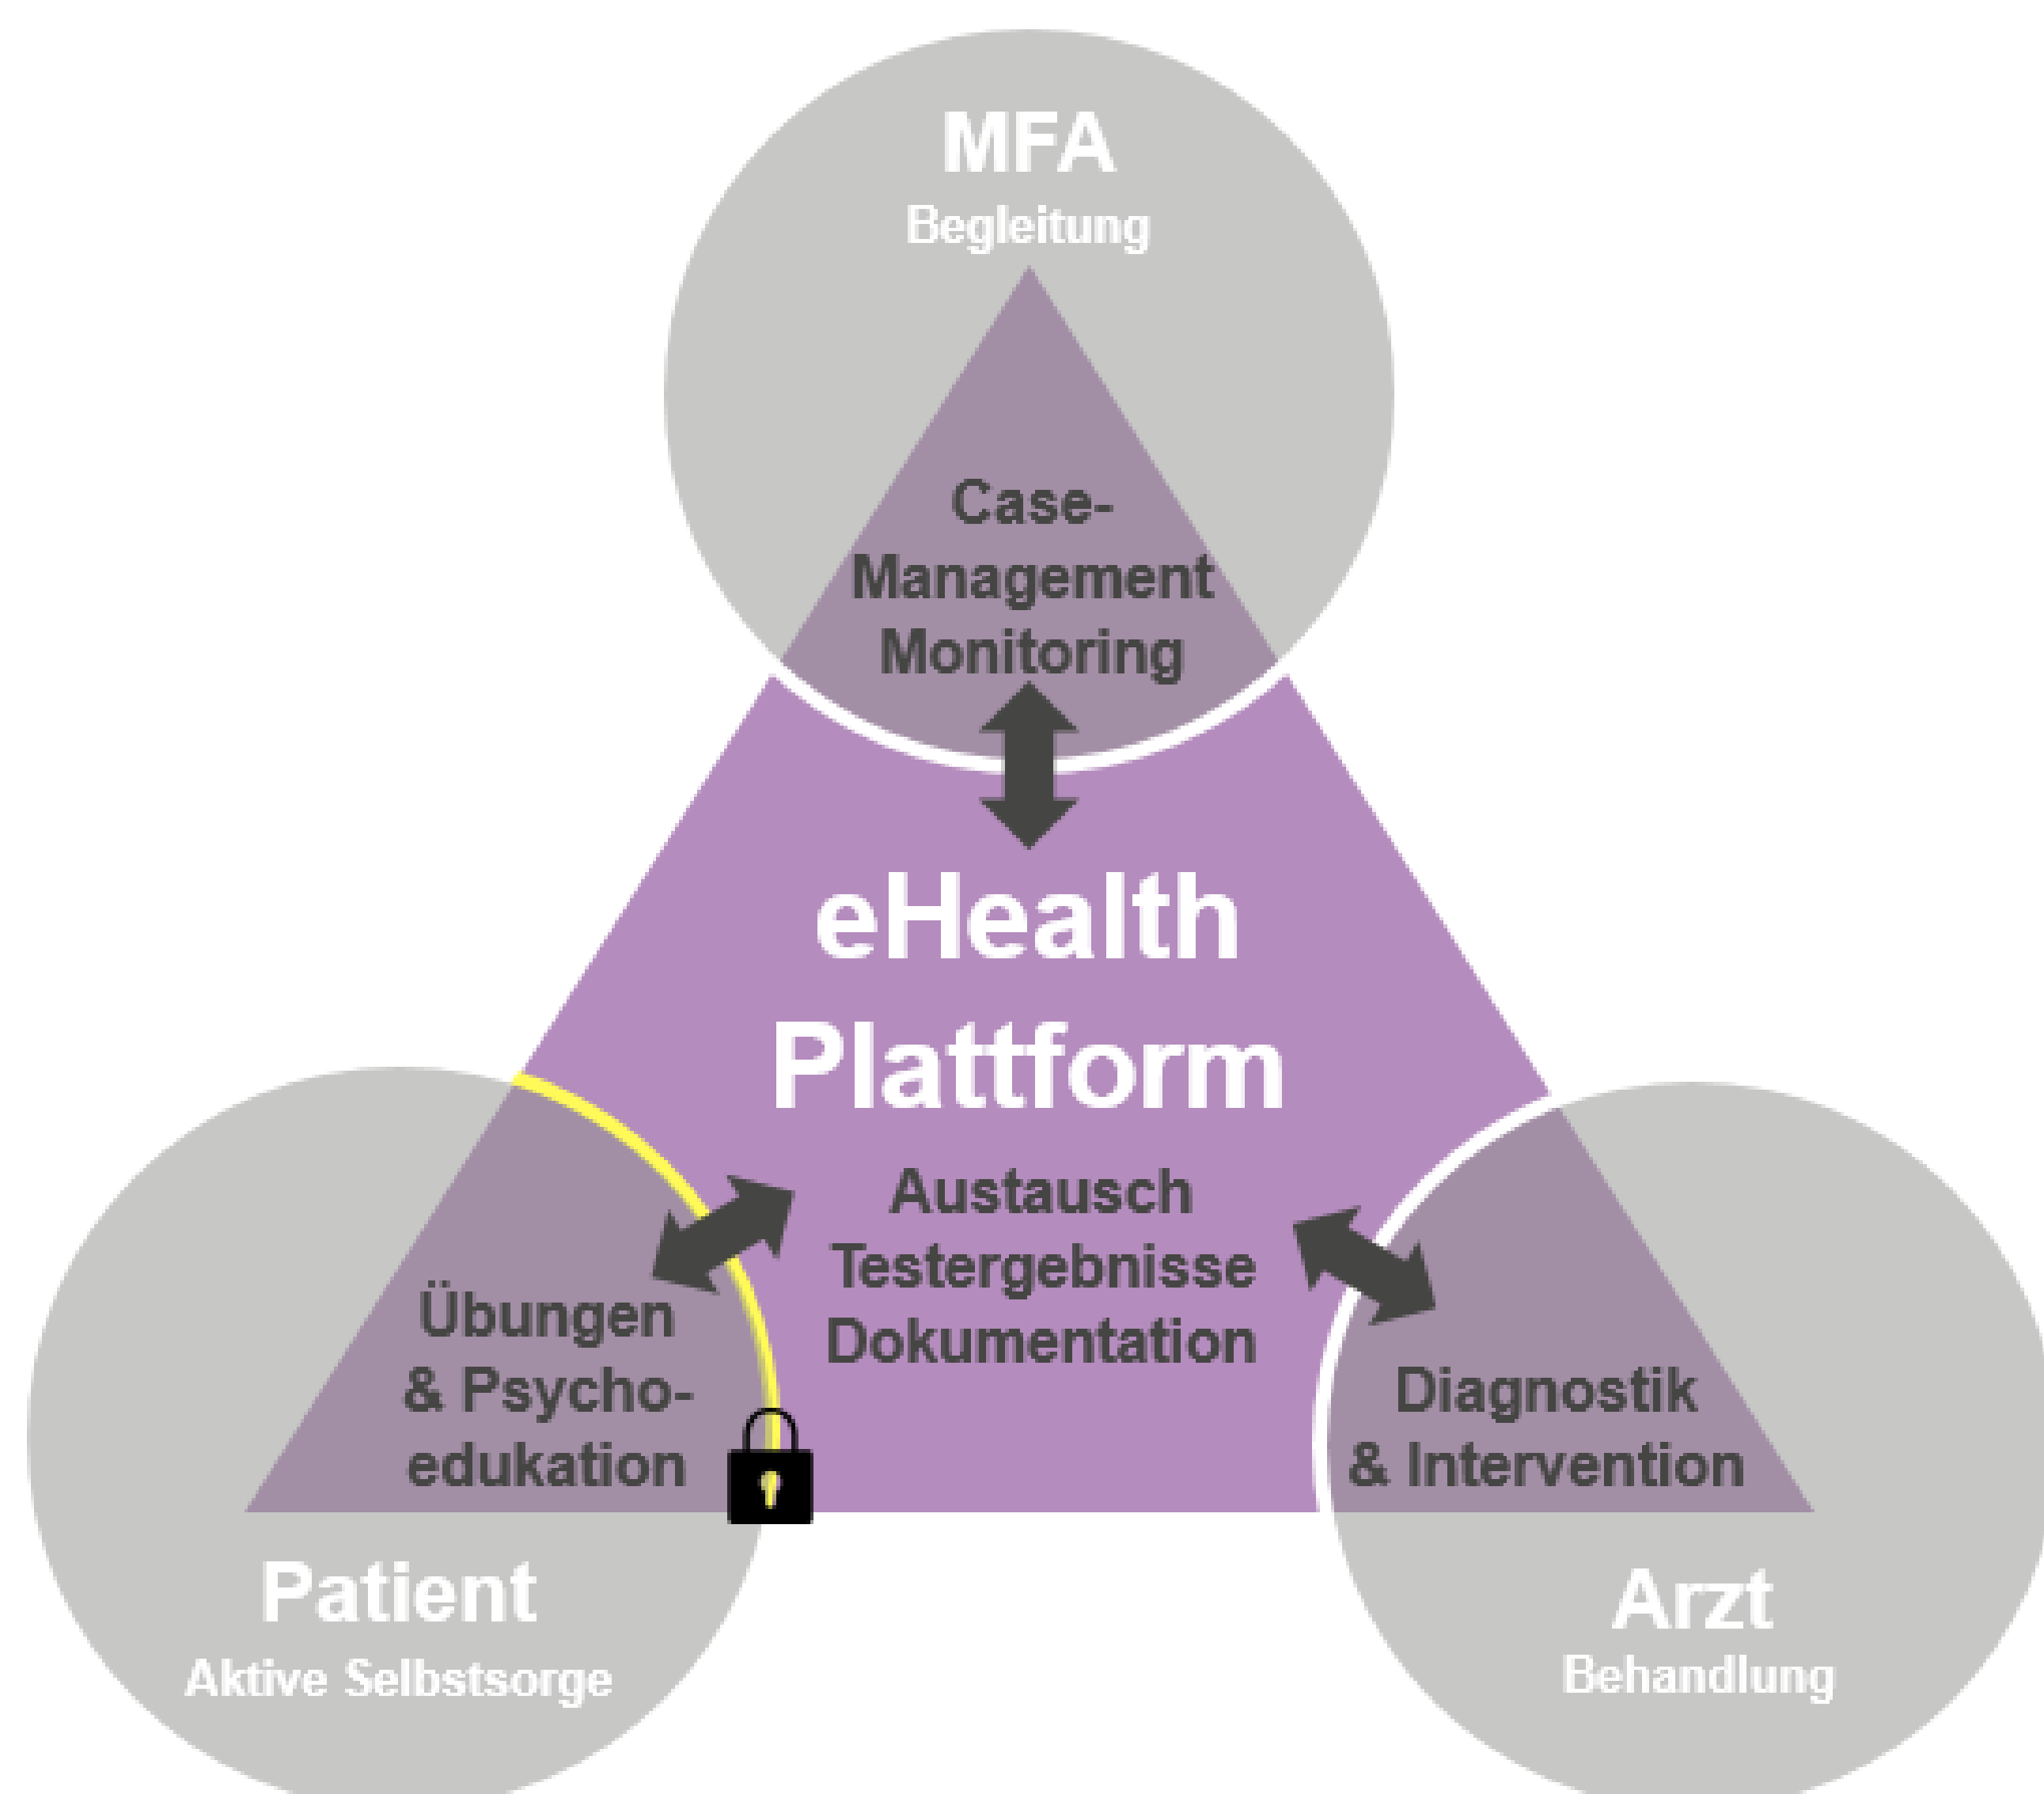 MFA
Begleitung
Case-
Management
Monitoring
eHealth
Plattform
Austausch
Testergebnisse
Dokumentation
Übungen
& Psycho-
edukation
Diagnostik
& Intervention
Patient
Aktive Selbstsorge
Arzt
Behandlung